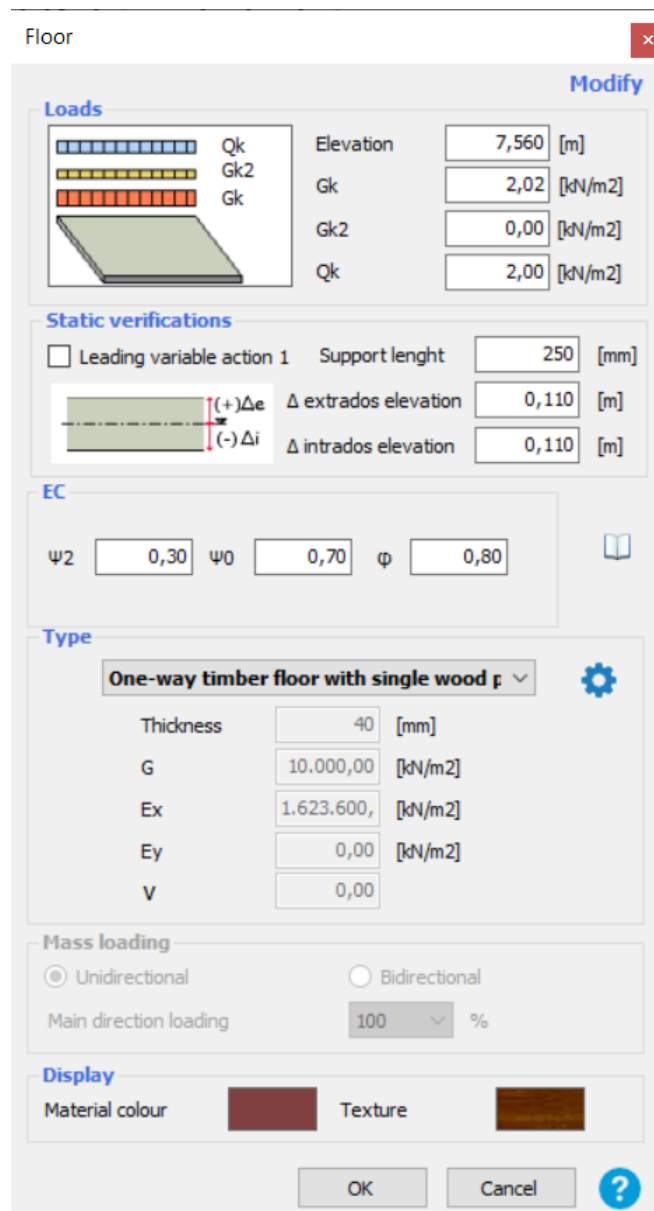 Floor
×
Modify
Loads
Qk
Gk2
Gk
Elevation 7,560 [m]
Gk 2,02 [kN/m2]
Gk2 0,00 [kN/m2]
Qk 2,00 [kN/m2]
Static verifications
Leading variable action 1 Support lenght 250 [mm]
(+)Δe
(-)Δi
Δ extrados elevation 0,110 [m]
Δ intrados elevation 0,110 [m]
EC
Ψ2 0,30 Ψ0 0,70 φ 0,80
Type
One-way timber floor with single wood p
Thickness 40 [mm]
G 10.000,00 [kN/m2]
Ex 1.623.600, [kN/m2]
Ey 0,00 [kN/m2]
ν 0,00
Mass loading
Unidirectional Bidirectional
Main direction loading 100 %
Display
Material colour Texture
OK Cancel ?